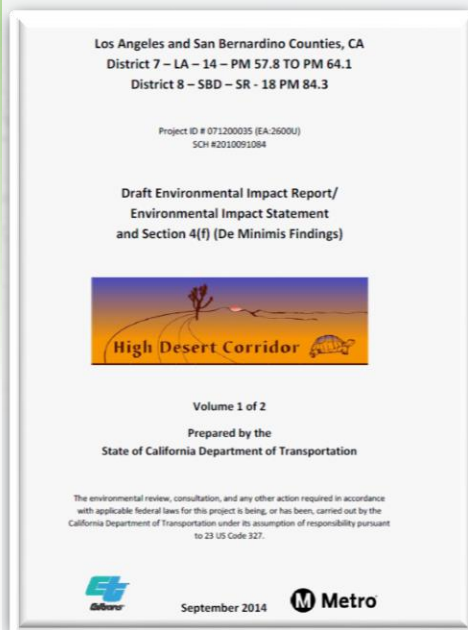 Los Angeles and San Bernardino Counties, CA
District 7 – LA – 14 – PM 57.8 TO PM 64.1
District 8 – SBD – SR - 18 PM 84.3
Project ID # 071200035 (EA:2600U)
SCH #2010091084
Draft Environmental Impact Report/
Environmental Impact Statement
and Section 4(f) (De Minimis Findings)
High Desert Corridor
Volume 1 of 2
Prepared by the
State of California Department of Transportation
The environmental review, consultation, and any other action required in accordance
with applicable federal laws for this project is being, or has been, carried out by the
California Department of Transportation under its assumption of responsibility pursuant
to 23 US Code 327.
Caltrans
September 2014
M Metro